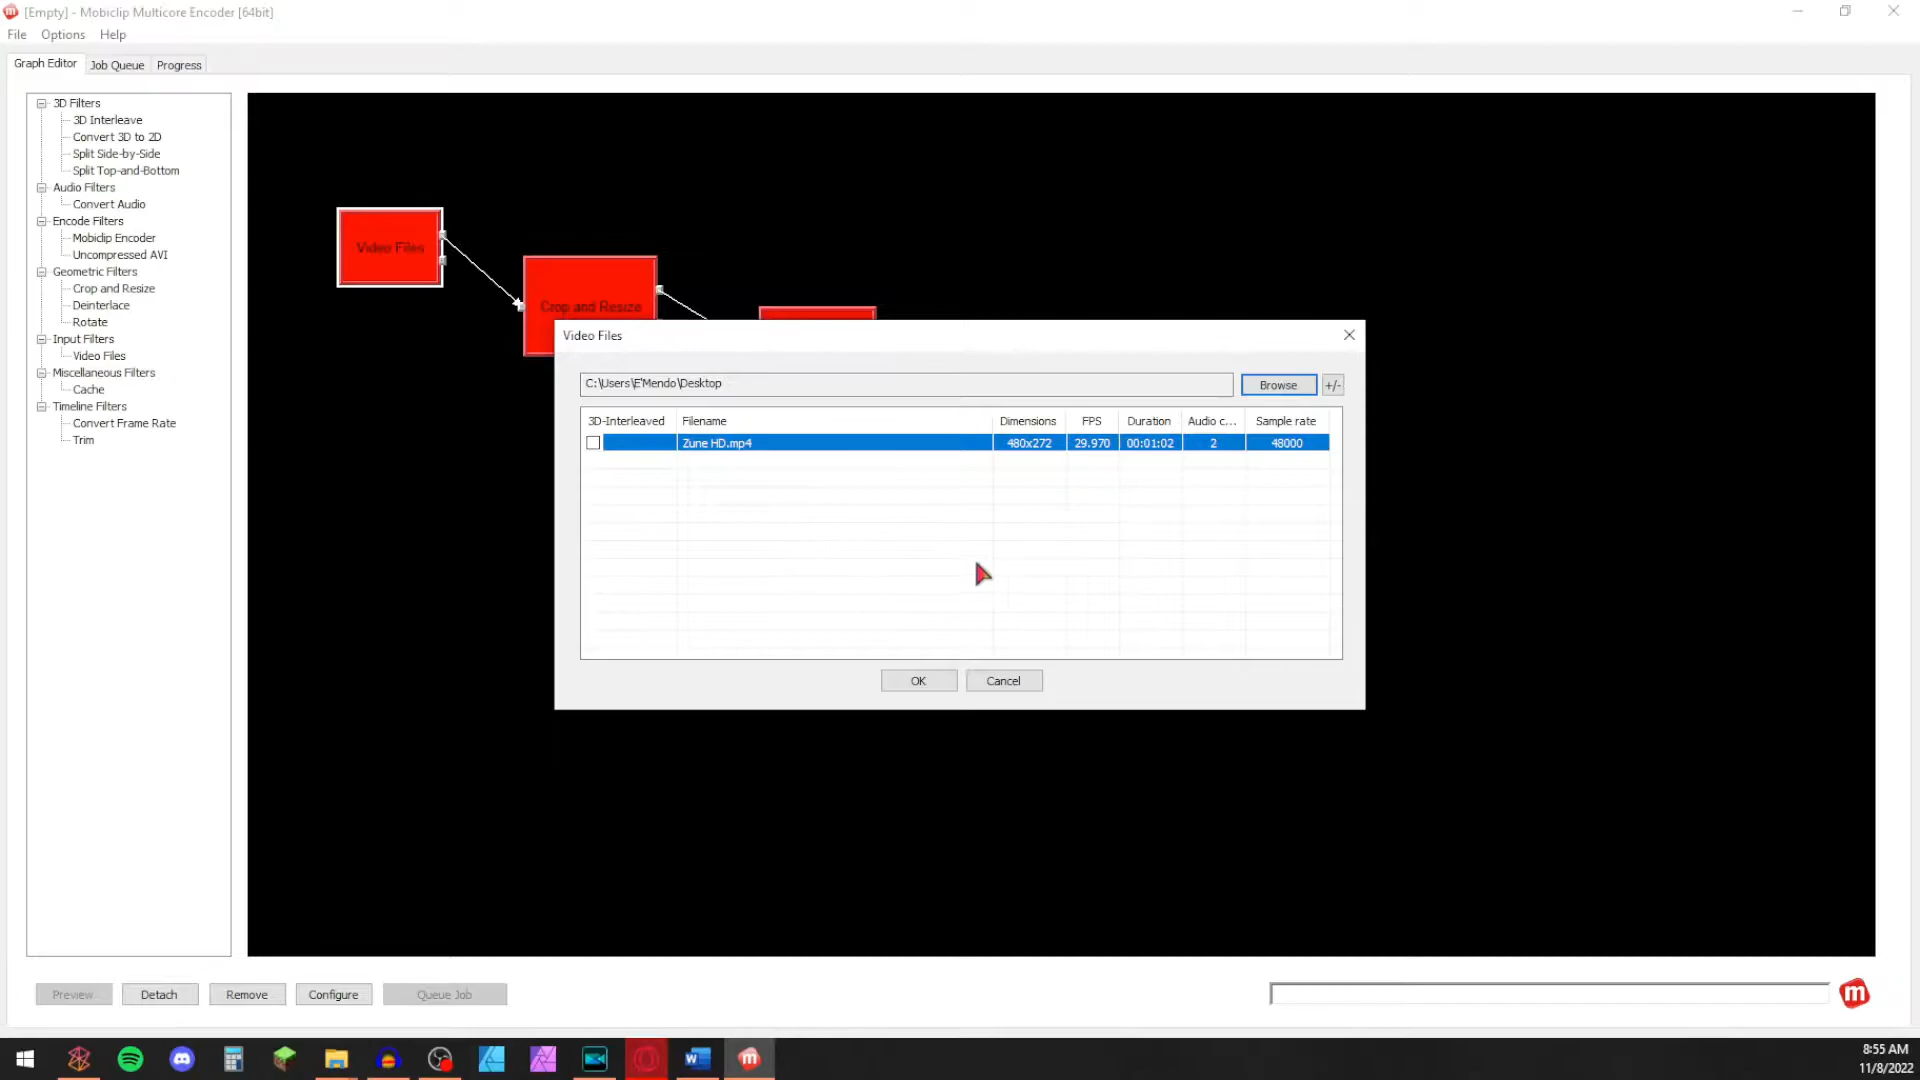 [Empty] - Mobiclip Multicore Encoder [64bit]
File Options Help
Graph Editor Job Queue Progress
3D Filters
3D Interleave
Convert 3D to 2D
Split Side-by-Side
Split Top-and-Bottom
Audio Filters
Convert Audio
Encode Filters
Mobiclip Encoder
Uncompressed AVI
Geometric Filters
Crop and Resize
Deinterlace
Rotate
Input Filters
Video Files
Miscellaneous Filters
Cache
Timeline Filters
Convert Frame Rate
Trim
Video Files
Crop and Resize
Video Files
C:\Users\E'Mendo\Desktop
Browse +/-
3D-Interleaved Filename Dimensions FPS Duration Audio c... Sample rate
Zune HD.mp4 480x272 29.970 00:01:02 2 48000
OK Cancel
Preview Detach Remove Configure Queue Job
m
8:55 AM
11/8/2022